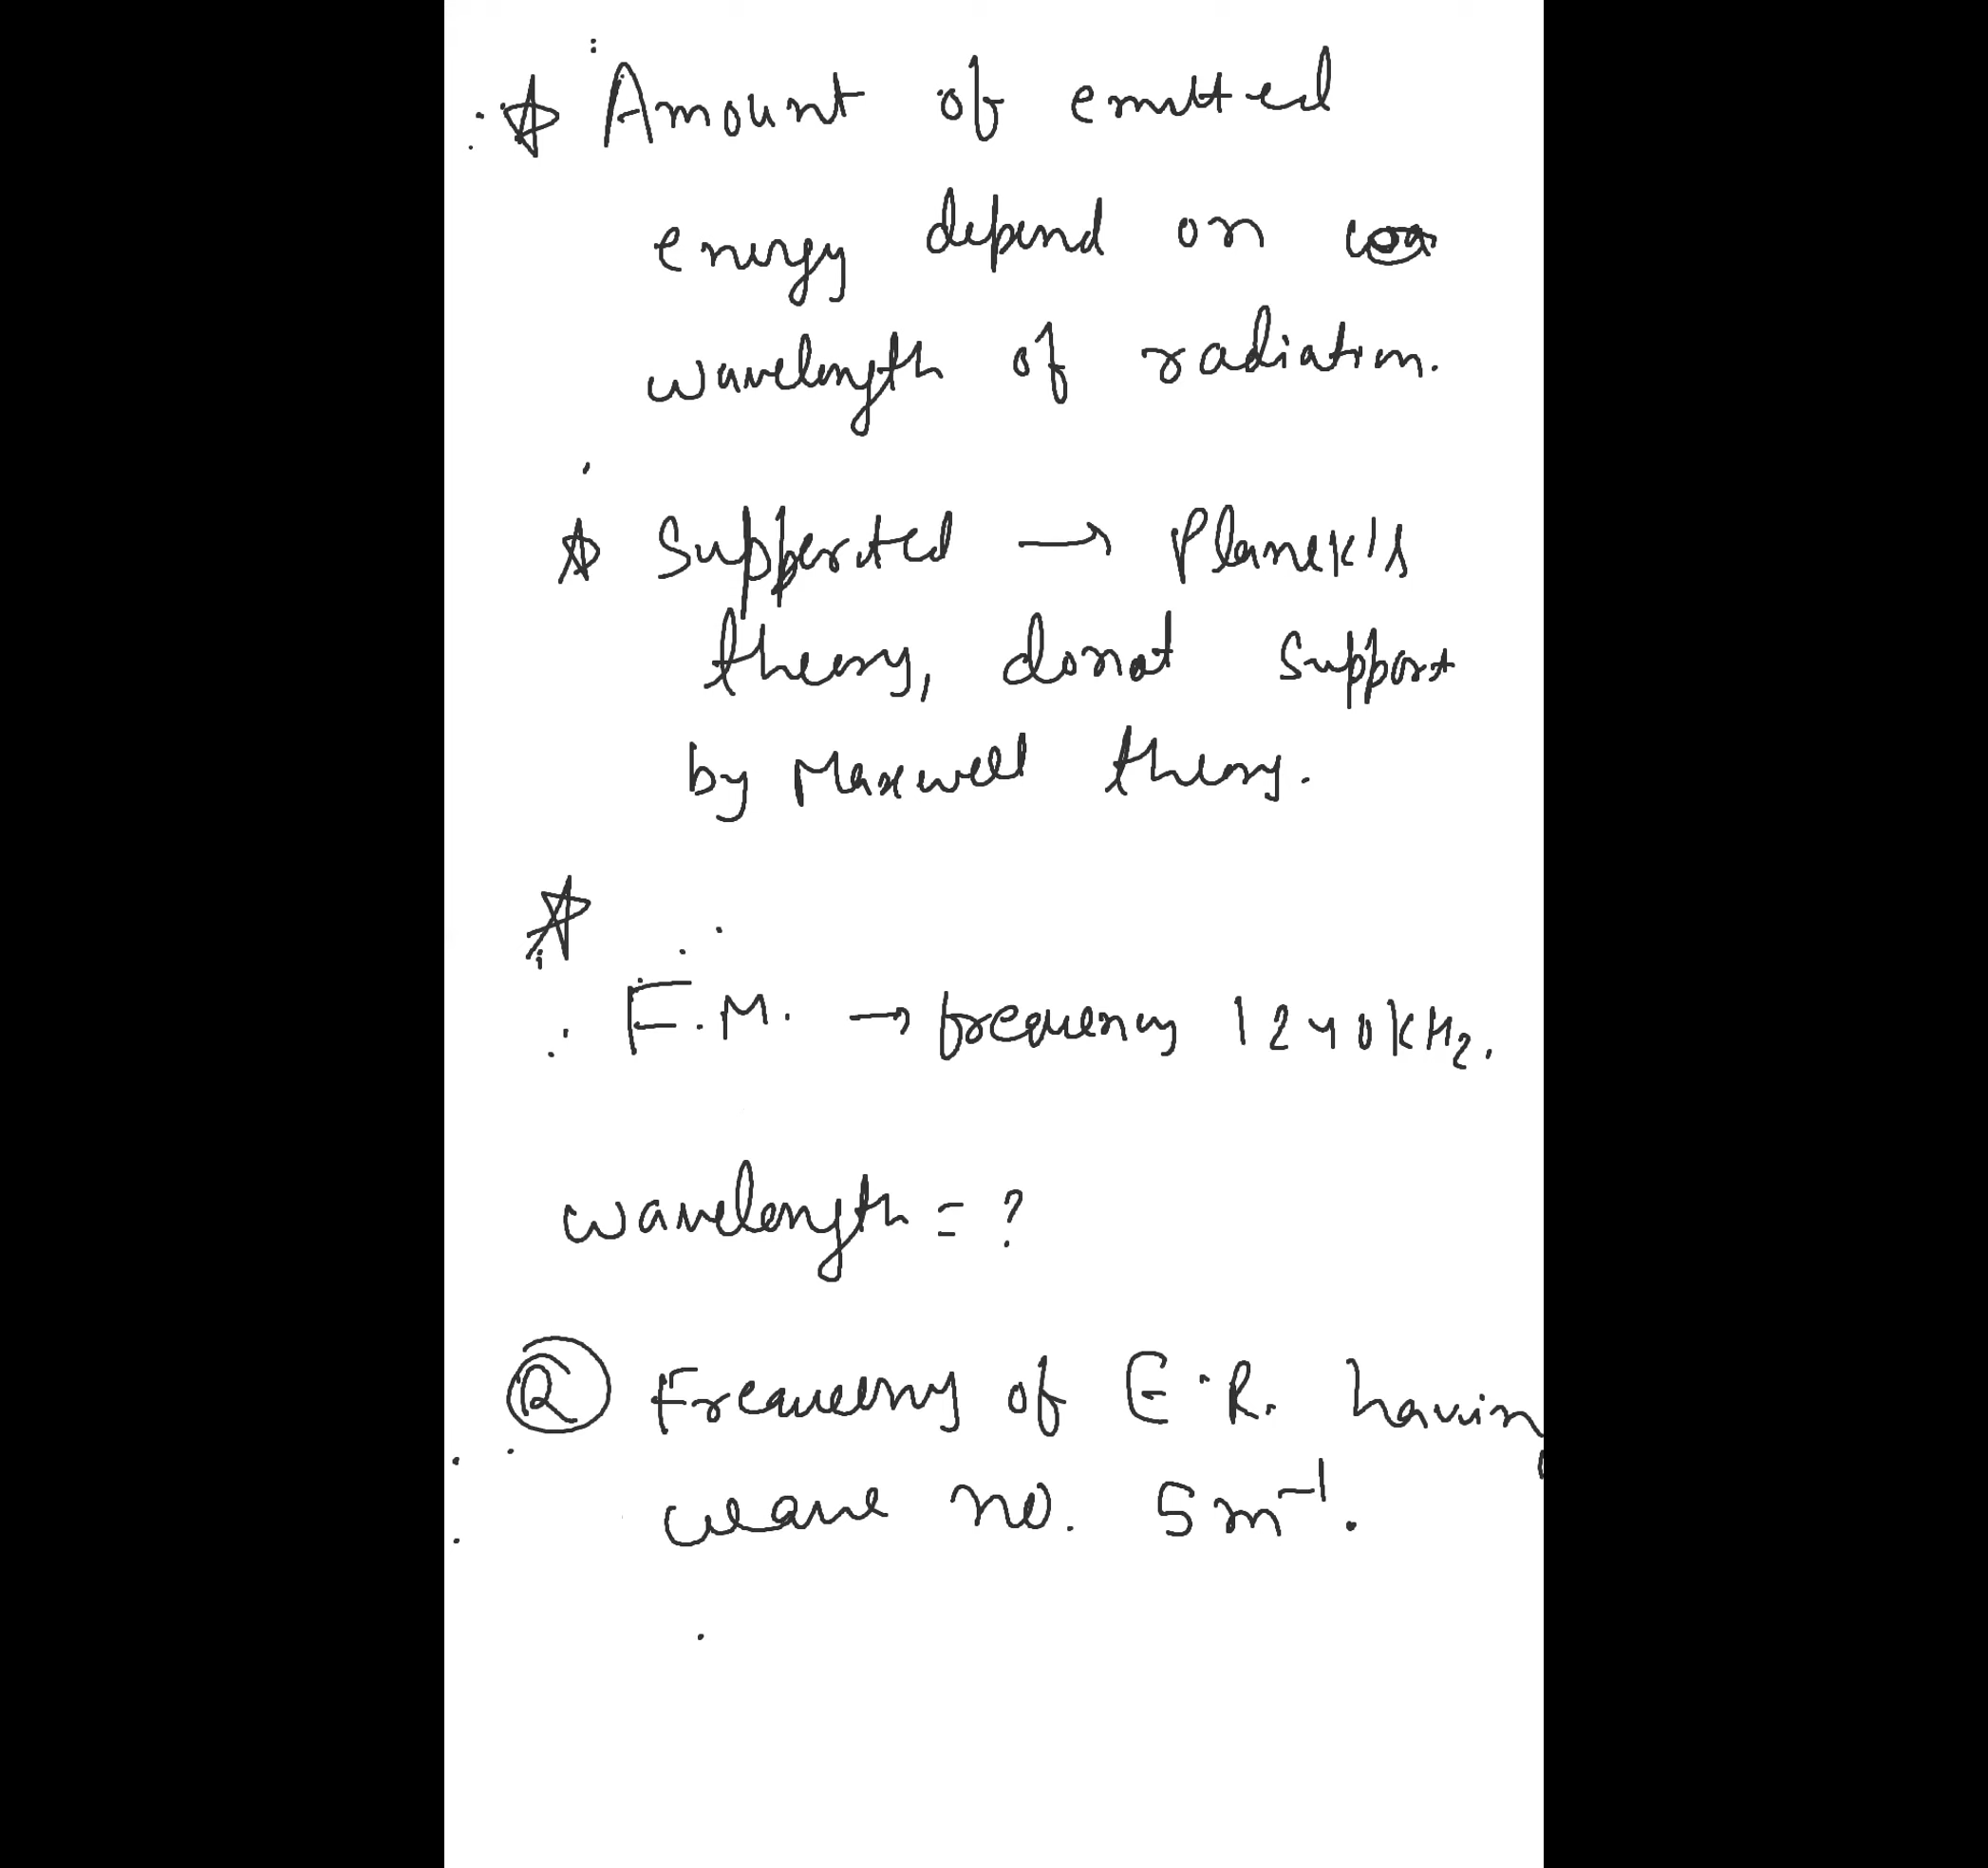 ☆ Amount of emitted
energy depend on
wavelength of radiation.
☆ Supported → Planck's
theory, donot support
by Maxwell theory.
☆
F.M. → frequency 1240kHz.
wavelength = ?
Q Frequency of E.R. having
wave no. 5m⁻¹.